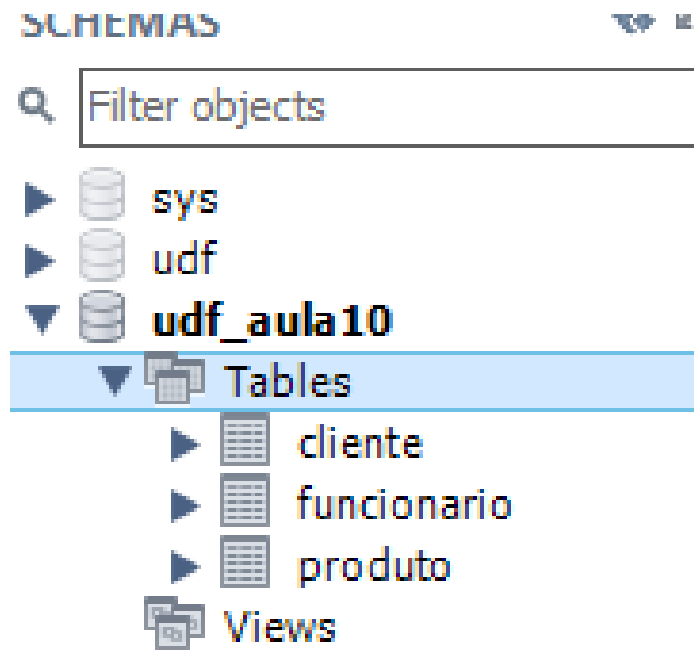 SCHEMAS
Filter objects
sys
udf
udf_aula10
Tables
cliente
funcionario
produto
Views